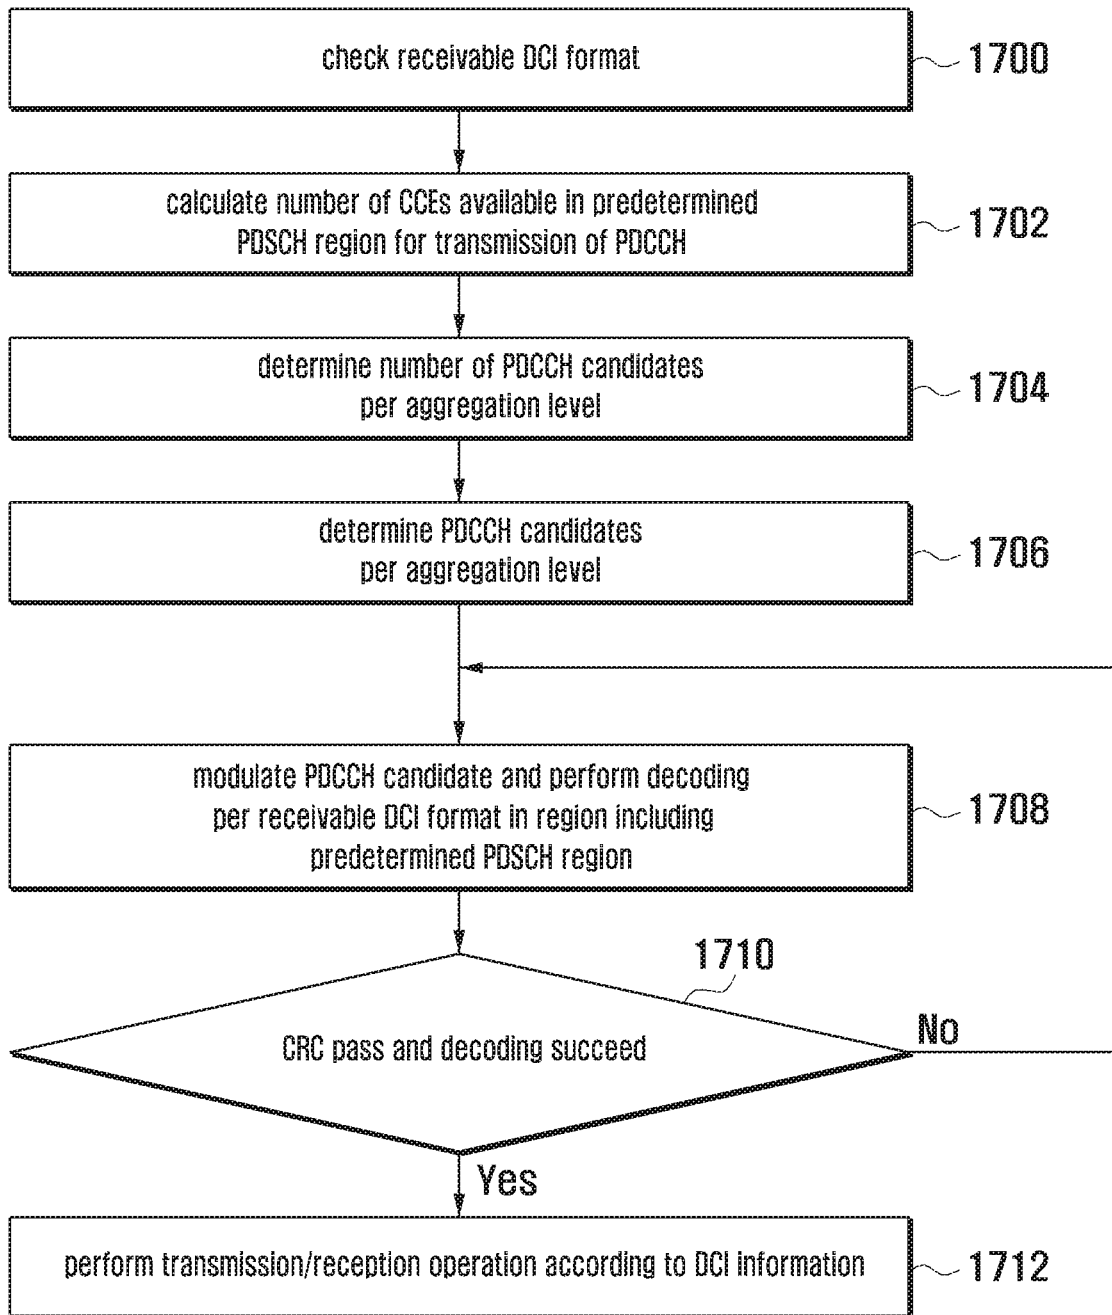 check receivable DCI format
1700
calculate number of CCEs available in predetermined
PDSCH region for transmission of PDCCH
1702
determine number of PDCCH candidates
per aggregation level
1704
determine PDCCH candidates
per aggregation level
1706
modulate PDCCH candidate and perform decoding
per receivable DCI format in region including
predetermined PDSCH region
1708
1710
CRC pass and decoding succeed
No
Yes
perform transmission/reception operation according to DCI information
1712